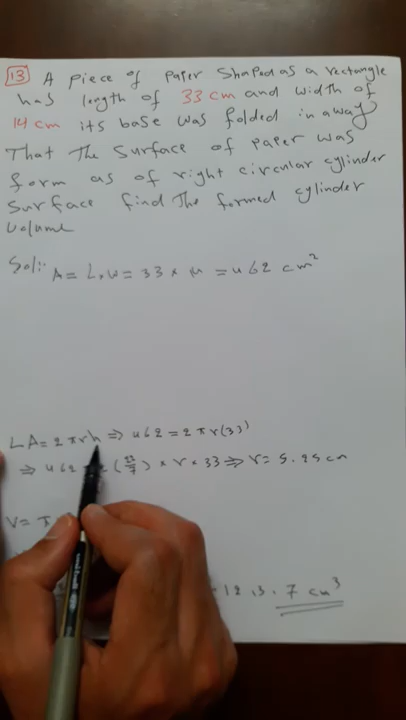 13 A piece of paper shaped as a rectangle
has length of 33 cm and width of
14 cm its base was folded in a way
That The surface of paper was
form as of right circular cylinder
surface find The formed cylinder
volume
Sol:: A = L.W = 33 × 14 = 462 cm²
LA = 2πrh ⇒ 462 = 2πr(33)
⇒ 462 2 (22/7) × r × 33 ⇒ r = 5.25 cm
V = π
7 cm³